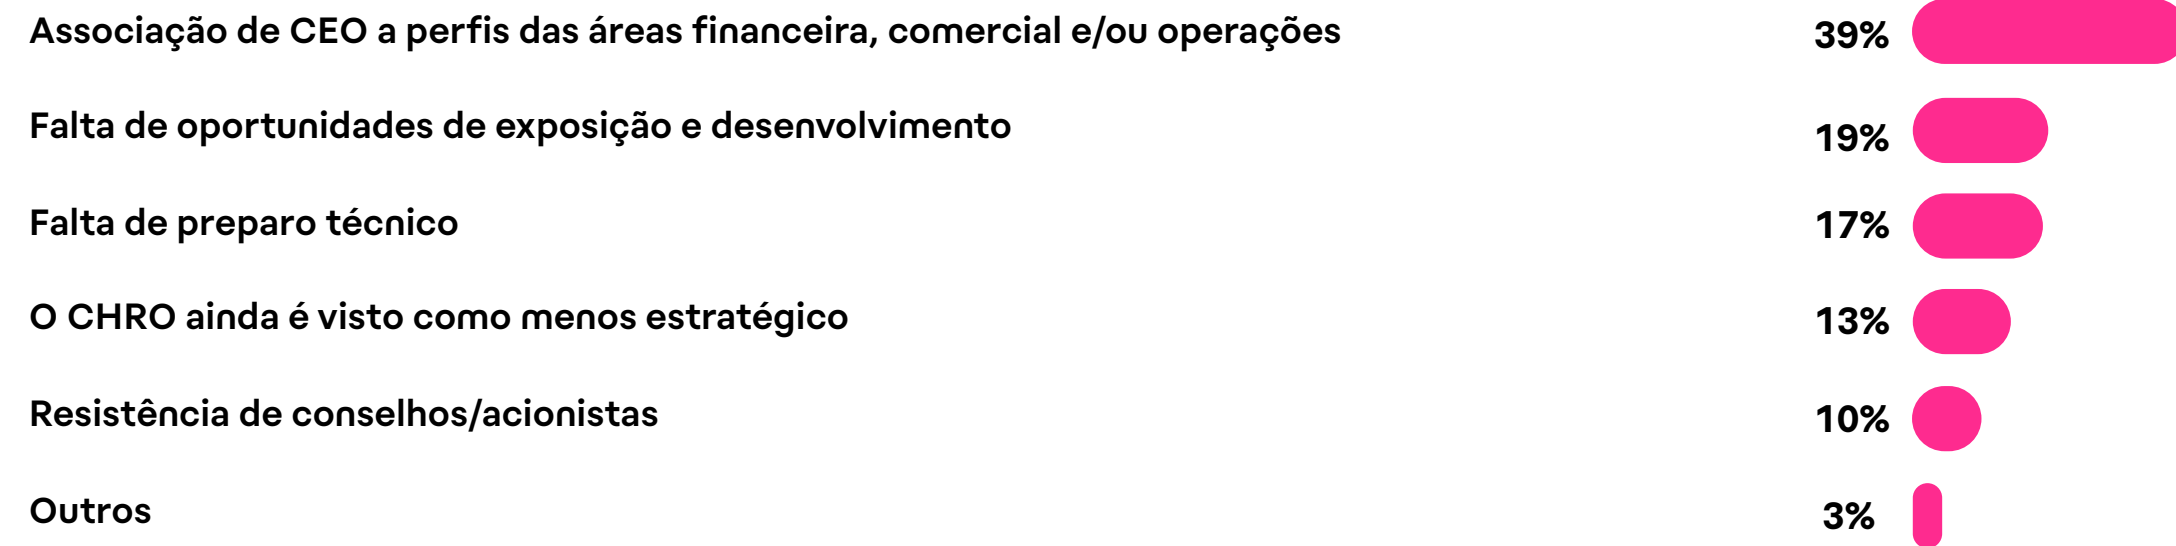 Associação de CEO a perfis das áreas financeira, comercial e/ou operações 39%
Falta de oportunidades de exposição e desenvolvimento 19%
Falta de preparo técnico 17%
O CHRO ainda é visto como menos estratégico 13%
Resistência de conselhos/acionistas 10%
Outros 3%